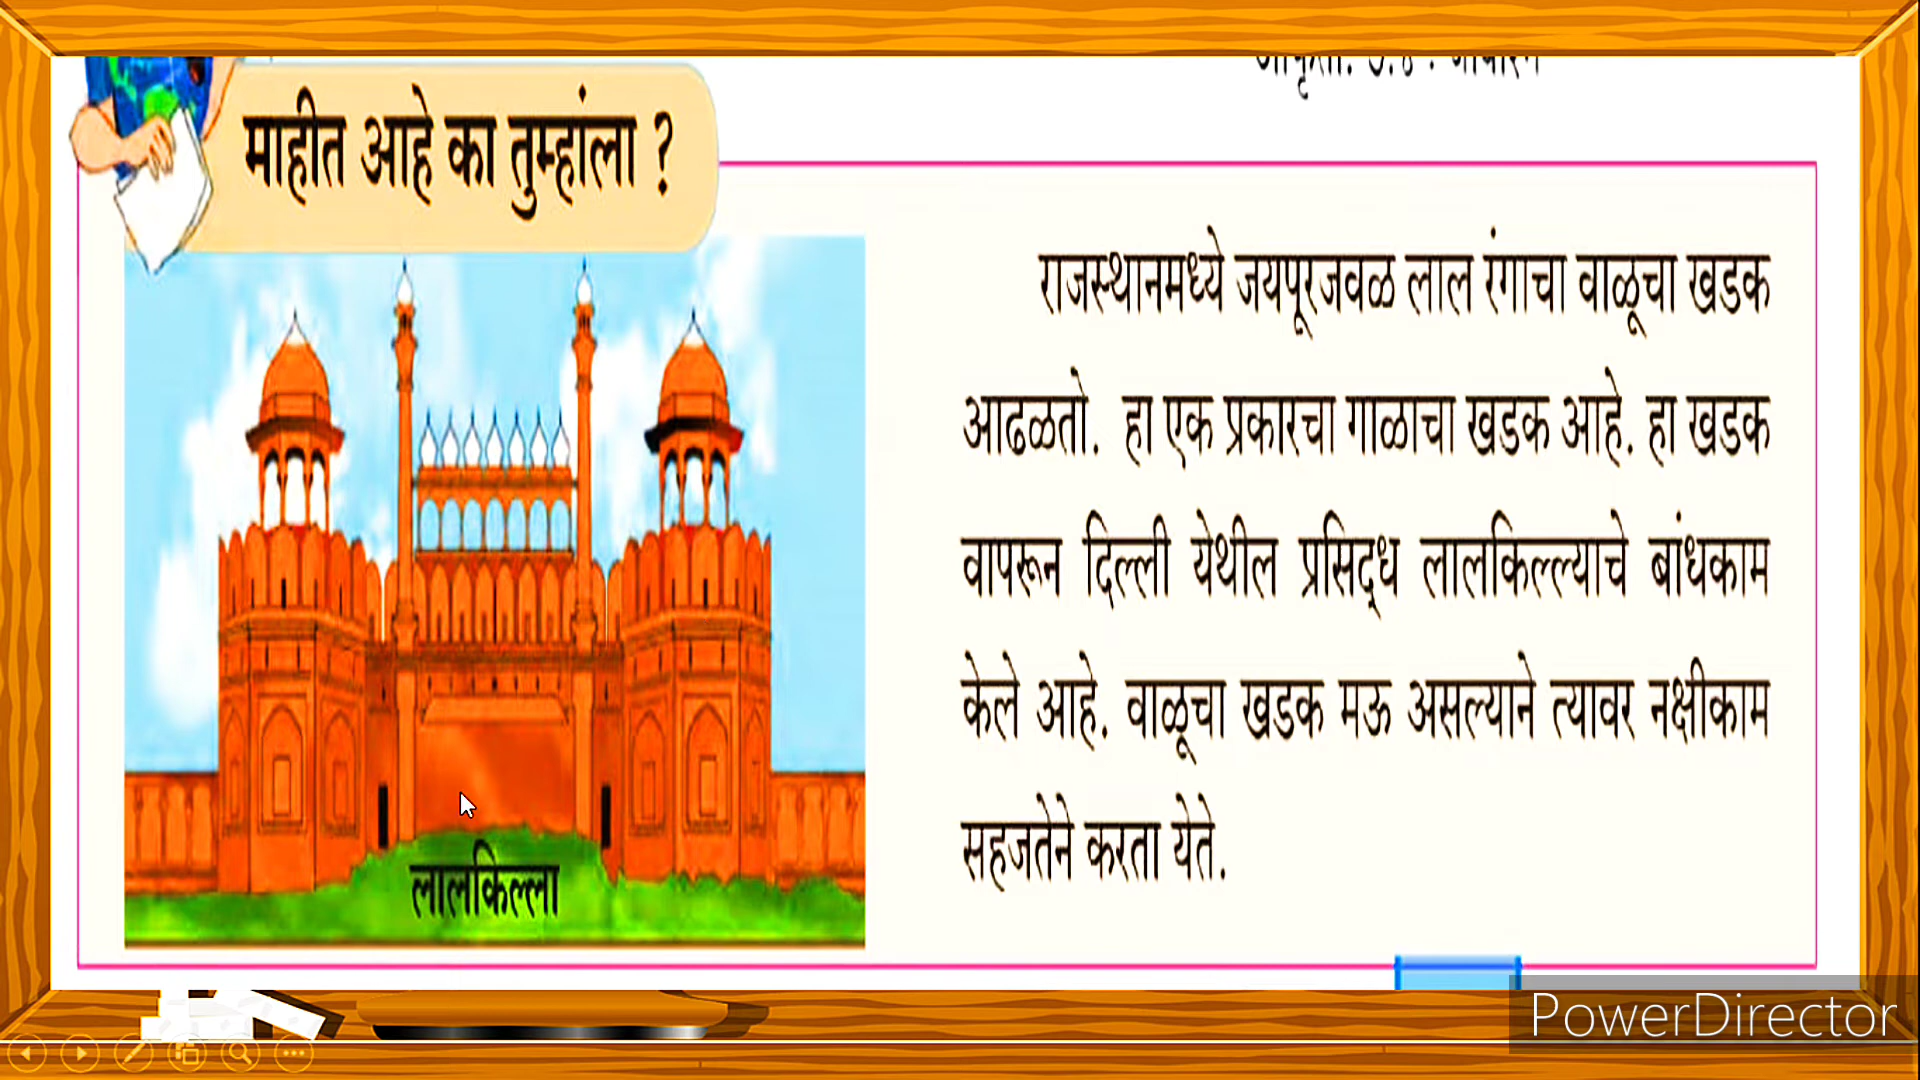 माहीत आहे का तुम्हांला ?
राजस्थानमध्ये जयपूरजवळ लाल रंगाचा वाळूचा खडक
आढळतो. हा एक प्रकारचा गाळाचा खडक आहे. हा खडक
वापरून दिल्ली येथील प्रसिद्ध लालकिल्ल्याचे बांधकाम
केले आहे. वाळूचा खडक मऊ असल्याने त्यावर नक्षीकाम
सहजतेने करता येते.
लालकिल्ला
PowerDirector